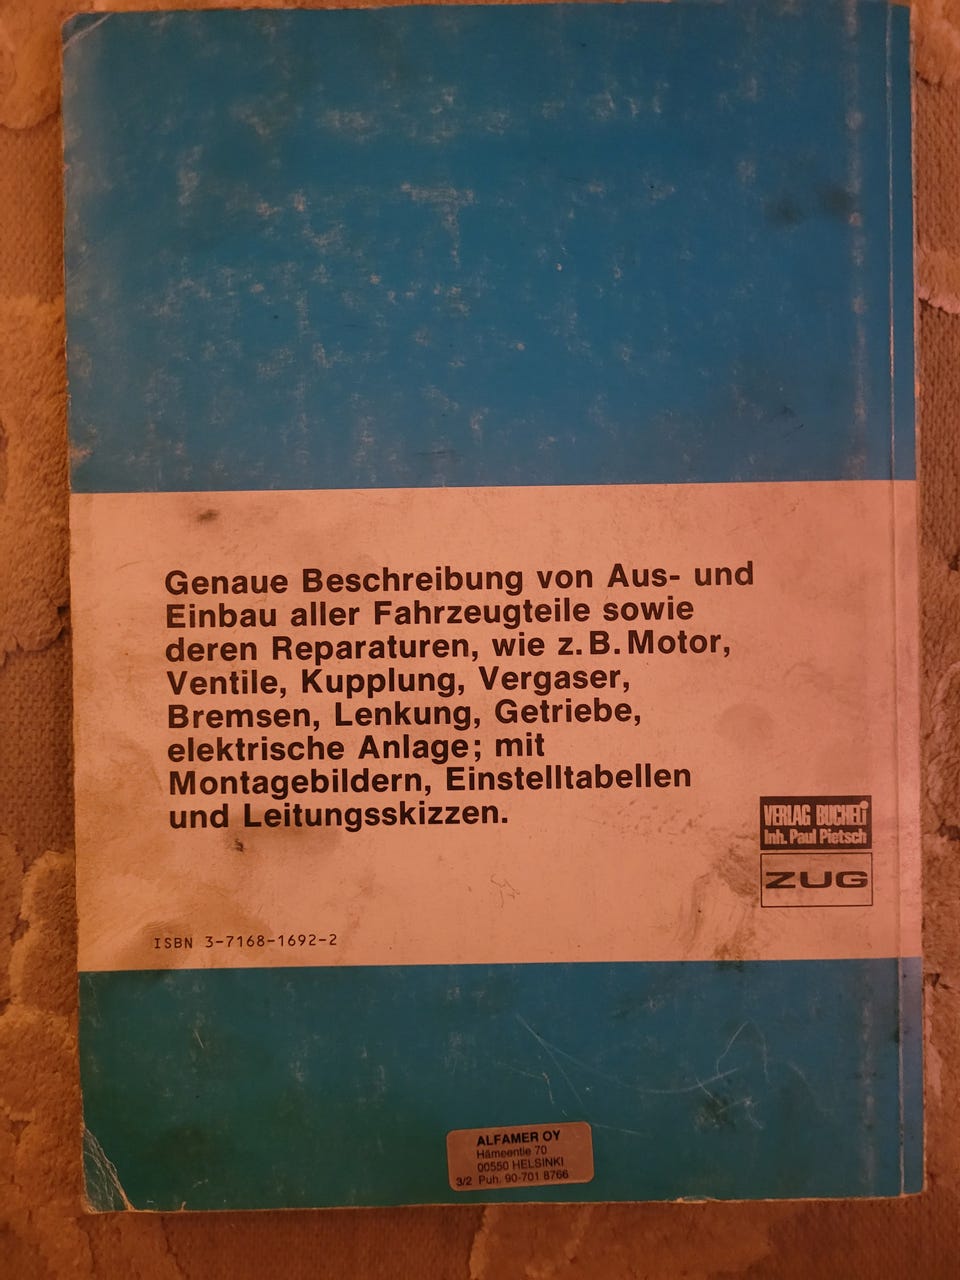 Genaue Beschreibung von Aus- und
Einbau aller Fahrzeugteile sowie
deren Reparaturen, wie z.B. Motor,
Ventile, Kupplung, Vergaser,
Bremsen, Lenkung, Getriebe,
elektrische Anlage; mit
Montagebildern, Einstelltabellen
und Leitungsskizzen.
VERLAG BUCHELI
Inh. Paul Pietsch
ZUG
ISBN 3-7168-1692-2
ALFAMER OY
Hämeentie 70
00550 HELSINKI
3/2 Puh. 90-701 8766